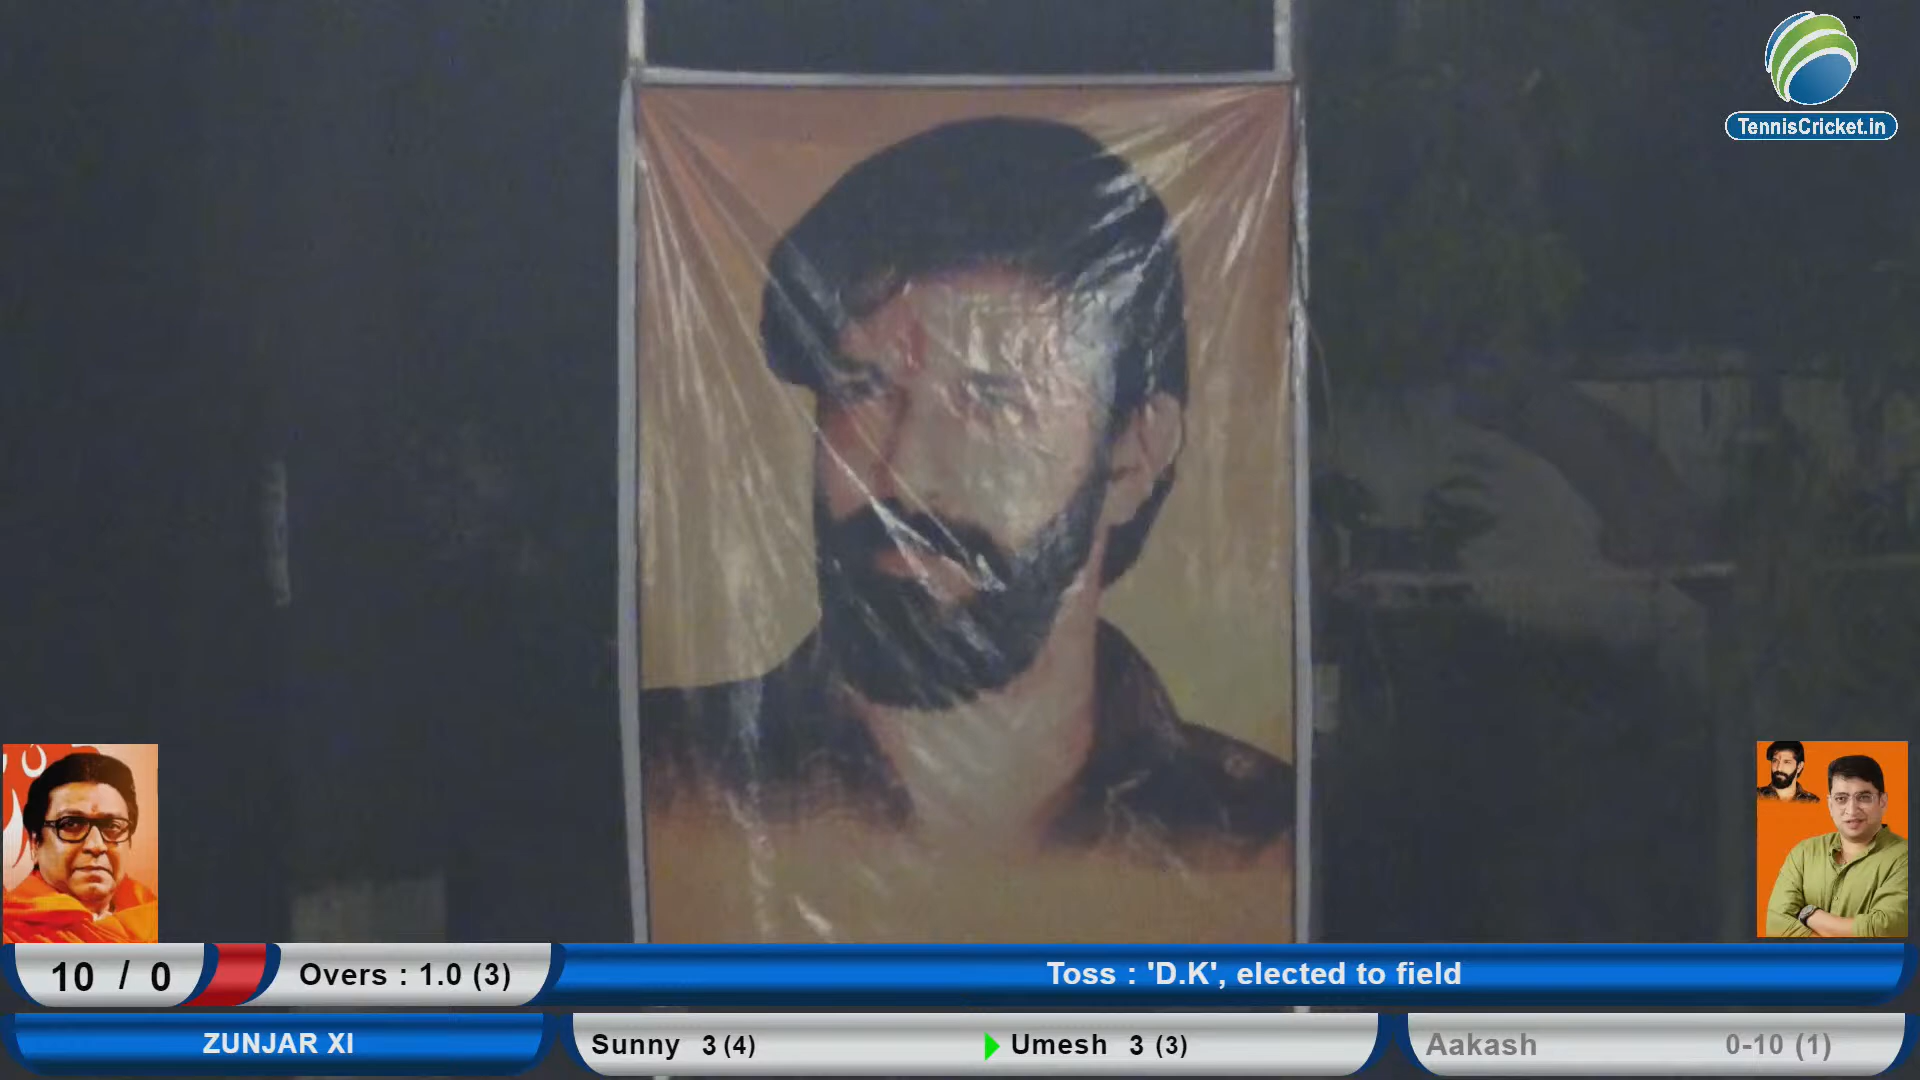 TennisCricket.in
10 / 0
Overs : 1.0 (3)
Toss : 'D.K', elected to field
ZUNJAR XI
Sunny 3 (4)
Umesh 3 (3)
Aakash 0-10 (1)